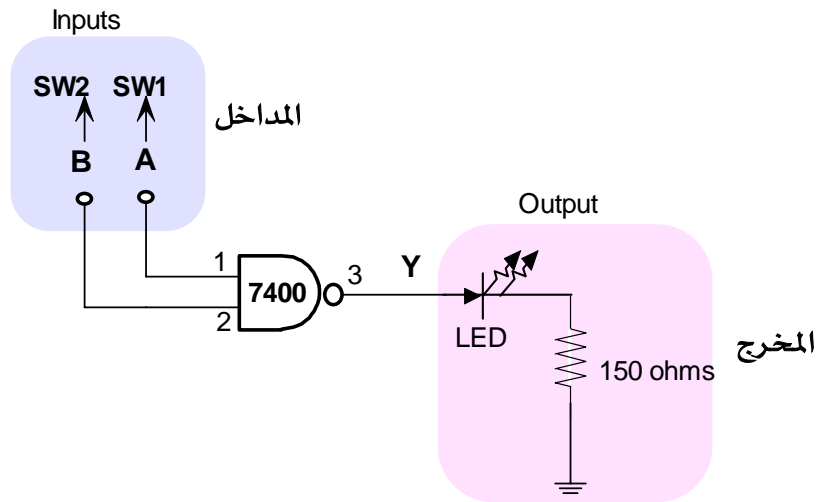 Inputs
SW2 SW1
المداخل
B A
Output
1
7400
3
Y
2
LED
المخرج
150 ohms